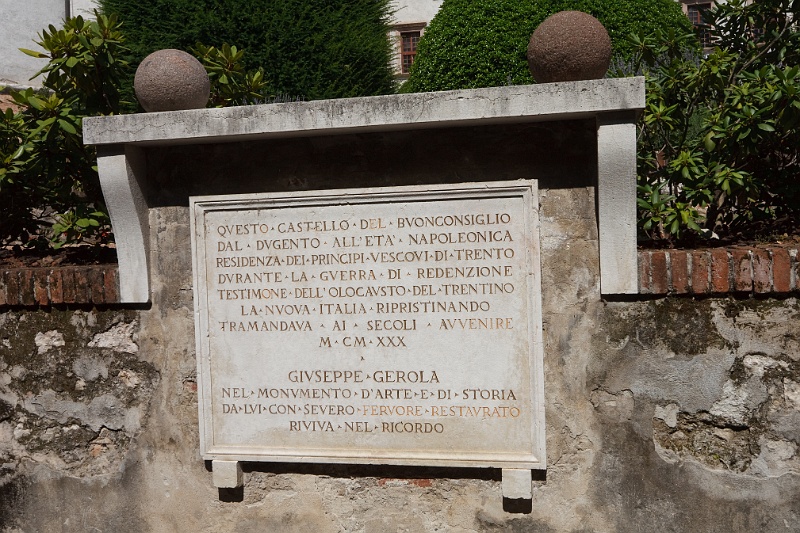 QVESTO · CASTELLO · DEL · BVONCONSIGLIO
DAL · DVGENTO · ALL'ETA' · NAPOLEONICA
RESIDENZA · DEI · PRINCIPI · VESCOVI · DI · TRENTO
DVRANTE · LA · GVERRA · DI · REDENZIONE
TESTIMONE · DELL'OLOCAVSTO · DEL · TRENTINO
LA · NVOVA · ITALIA · RIPRISTINANDO
TRAMANDAVA · AI · SECOLI · AVVENIRE
M · CM · XXX
GIVSEPPE · GEROLA
NEL · MONVMENTO · D'ARTE · E · DI · STORIA
DA · LVI · CON · SEVERO · FERVORE · RESTAVRATO
RIVIVA · NEL · RICORDO